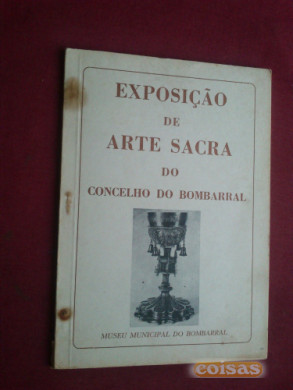 EXPOSIÇÃO
DE
ARTE SACRA
DO
CONCELHO DO BOMBARRAL
MUSEU MUNICIPAL DO BOMBARRAL
coisas